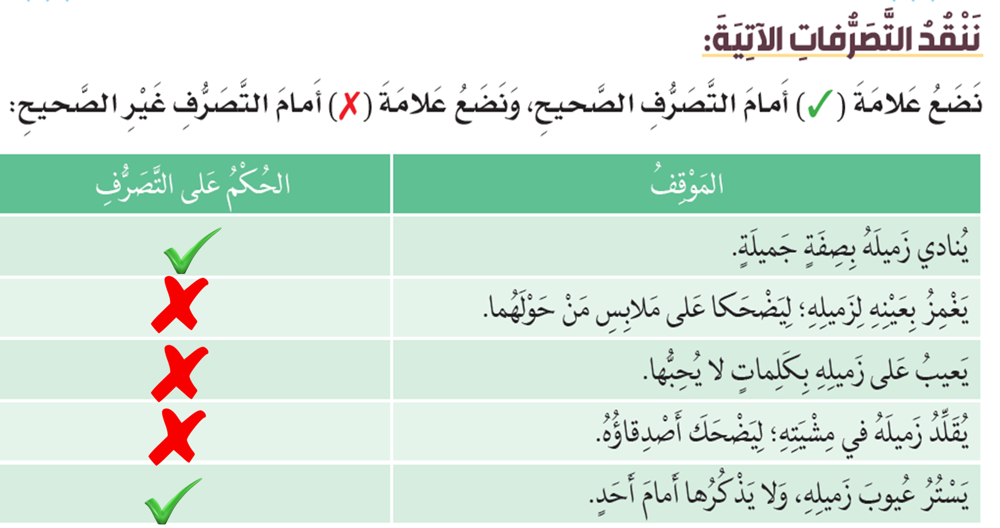 نَنْقُدُ التَّصَرُّفاتِ الآتِيَةَ:
نَضَعُ عَلامَةَ (✓) أَمامَ التَّصَرُّفِ الصَّحيحِ، وَنَضَعُ عَلامَةَ (✗) أَمامَ التَّصَرُّفِ غَيْرِ الصَّحيحِ:
المَوْقِفُ الحُكْمُ عَلى التَّصَرُّفِ
يُنادي زَميلَهُ بِصِفَةٍ جَميلَةٍ. ✓
يَغْمِزُ بِعَيْنِهِ لِزَميلِهِ؛ لِيَضْحَكا عَلى مَلابِسِ مَنْ حَوْلَهُما. ✗
يَعيبُ عَلى زَميلِهِ بِكَلِماتٍ لا يُحِبُّها. ✗
يُقَلِّدُ زَميلَهُ في مِشْيَتِهِ؛ لِيَضْحَكَ أَصْدِقاؤُهُ. ✗
يَسْتُرُ عُيوبَ زَميلِهِ، وَلا يَذْكُرُها أَمامَ أَحَدٍ. ✓